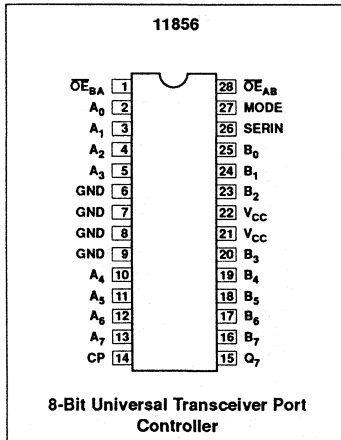 11856
OE_BA 1 28 OE_AB
A0 2 27 MODE
A1 3 26 SERIN
A2 4 25 B0
A3 5 24 B1
GND 6 23 B2
GND 7 22 VCC
GND 8 21 VCC
GND 9 20 B3
A4 10 19 B4
A5 11 18 B5
A6 12 17 B6
A7 13 16 B7
CP 14 15 Q7
8-Bit Universal Transceiver Port
Controller